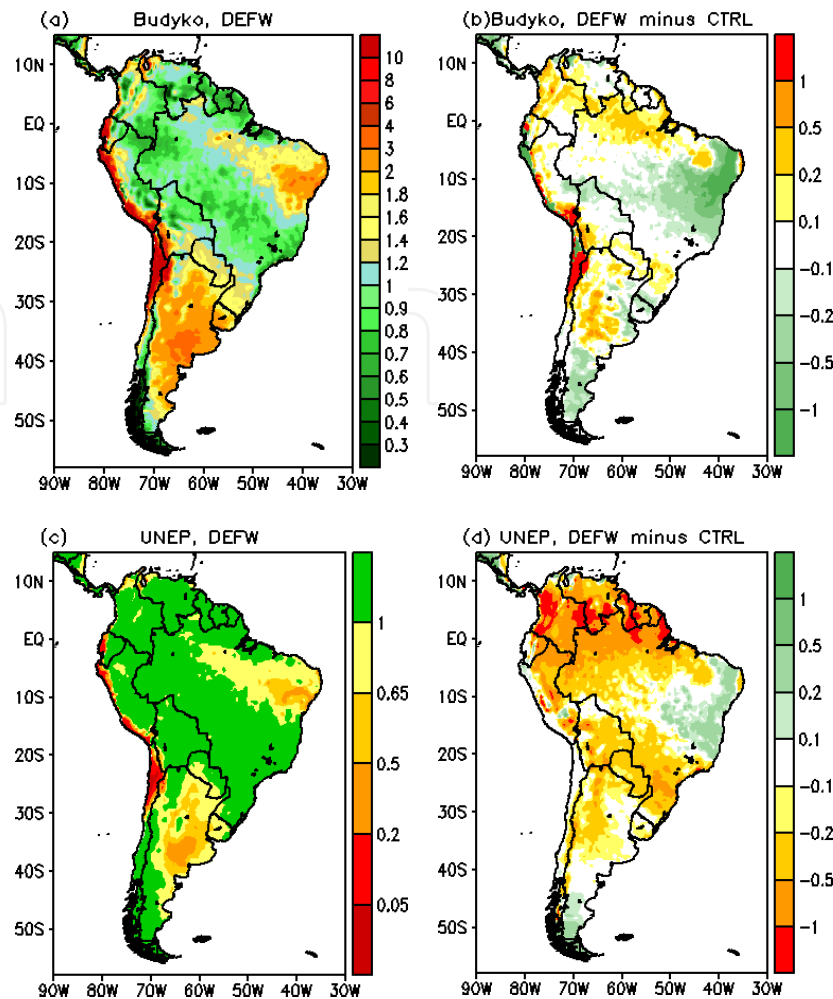 (a) Budyko, DEFW
10N
EQ
10S
20S
30S
40S
50S
90W 80W 70W 60W 50W 40W 30W
10
8
6
4
2
1.8
1.6
1.4
1.2
1
0.9
0.8
0.7
0.6
0.5
0.4
0.3
(b)Budyko, DEFW minus CTRL
10N
EQ
10S
20S
30S
40S
50S
90W 80W 70W 60W 50W 40W 30W
1
0.5
0.2
0.1
-0.1
-0.2
-0.5
-1
(c) UNEP, DEFW
10N
EQ
10S
20S
30S
40S
50S
90W 80W 70W 60W 50W 40W 30W
1
0.65
0.5
0.2
0.05
(d) UNEP, DEFW minus CTRL
10N
EQ
10S
20S
30S
40S
50S
90W 80W 70W 60W 50W 40W 30W
1
0.5
0.2
0.1
-0.1
-0.2
-0.5
-1